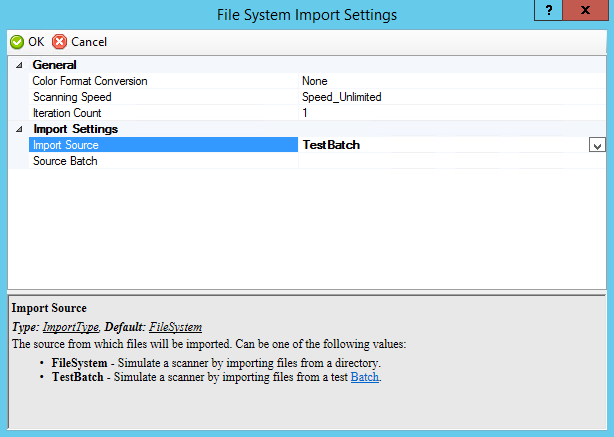 File System Import Settings
? x
OK Cancel
General
Color Format Conversion None
Scanning Speed Speed_Unlimited
Iteration Count 1
Import Settings
Import Source TestBatch
Source Batch
Import Source
Type: ImportType, Default: FileSystem
The source from which files will be imported. Can be one of the following values:
• FileSystem - Simulate a scanner by importing files from a directory.
• TestBatch - Simulate a scanner by importing files from a test Batch.